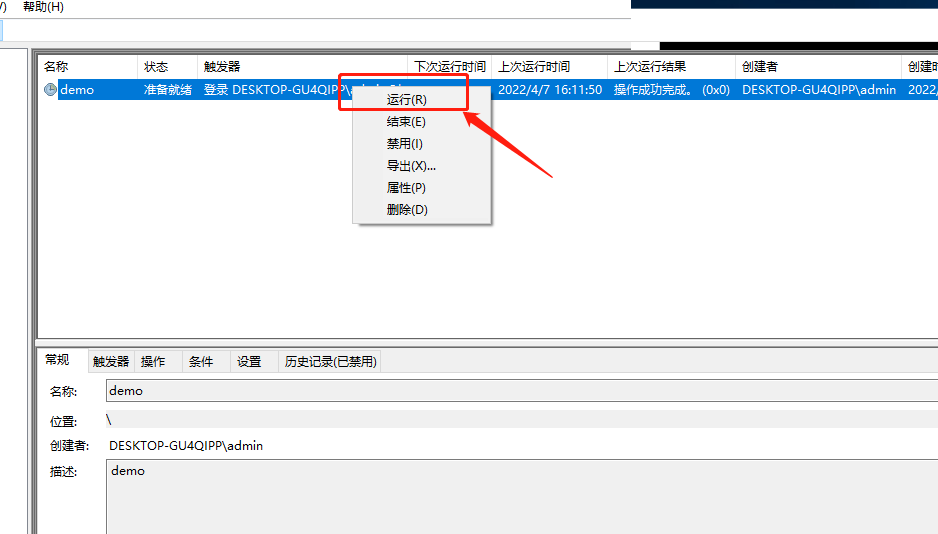 V) 帮助(H)
名称 状态 触发器 下次运行时间 上次运行时间 上次运行结果 创建者 创建时
demo 准备就绪 登录 DESKTOP-GU4QIPP\ 2022/4/7 16:11:50 操作成功完成。 (0x0) DESKTOP-GU4QIPP\admin 2022/
运行(R)
结束(E)
禁用(I)
导出(X)...
属性(P)
删除(D)
常规 触发器 操作 条件 设置 历史记录(已禁用)
名称: demo
位置: \
创建者: DESKTOP-GU4QIPP\admin
描述: demo